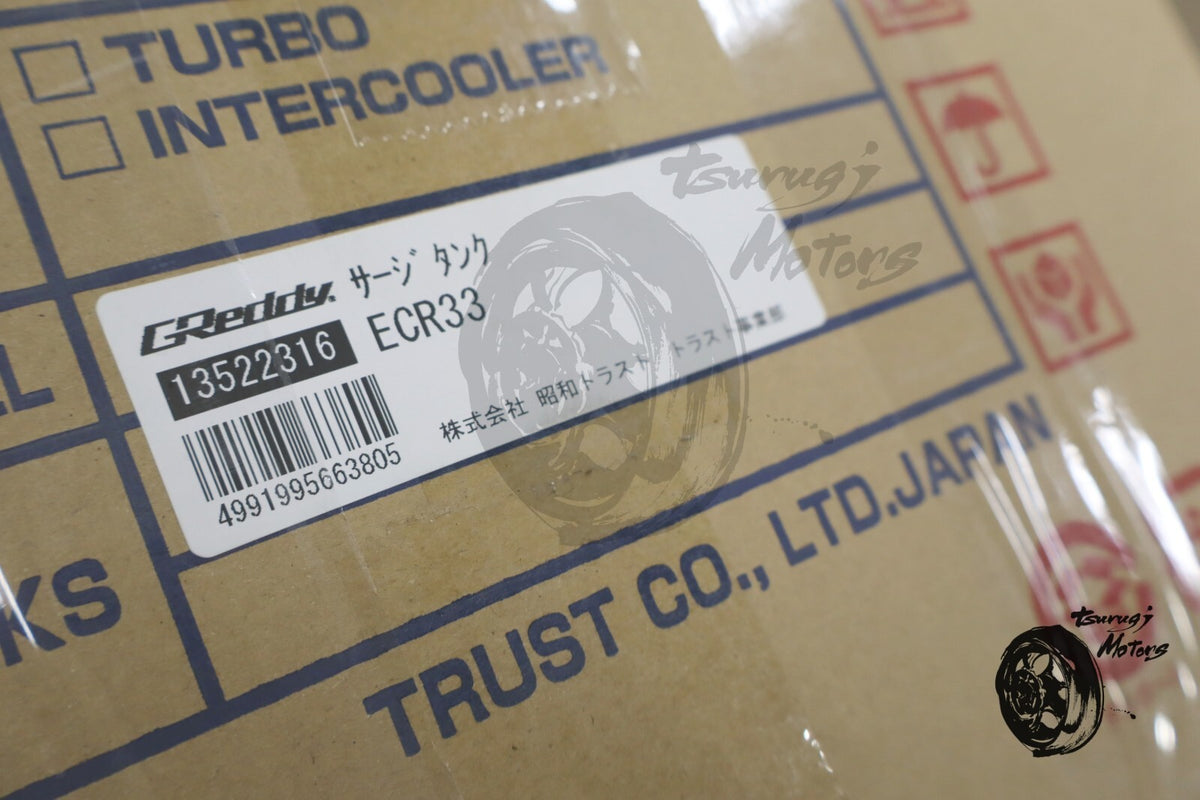 TURBO
INTERCOOLER
GReddy サージ タンク
13522316 ECR33
4991995663805
株式会社 昭和トラスト トラスト事業部
KS
TRUST CO., LTD.JAPAN
tsurugi
Motors
tsurugi
Motors